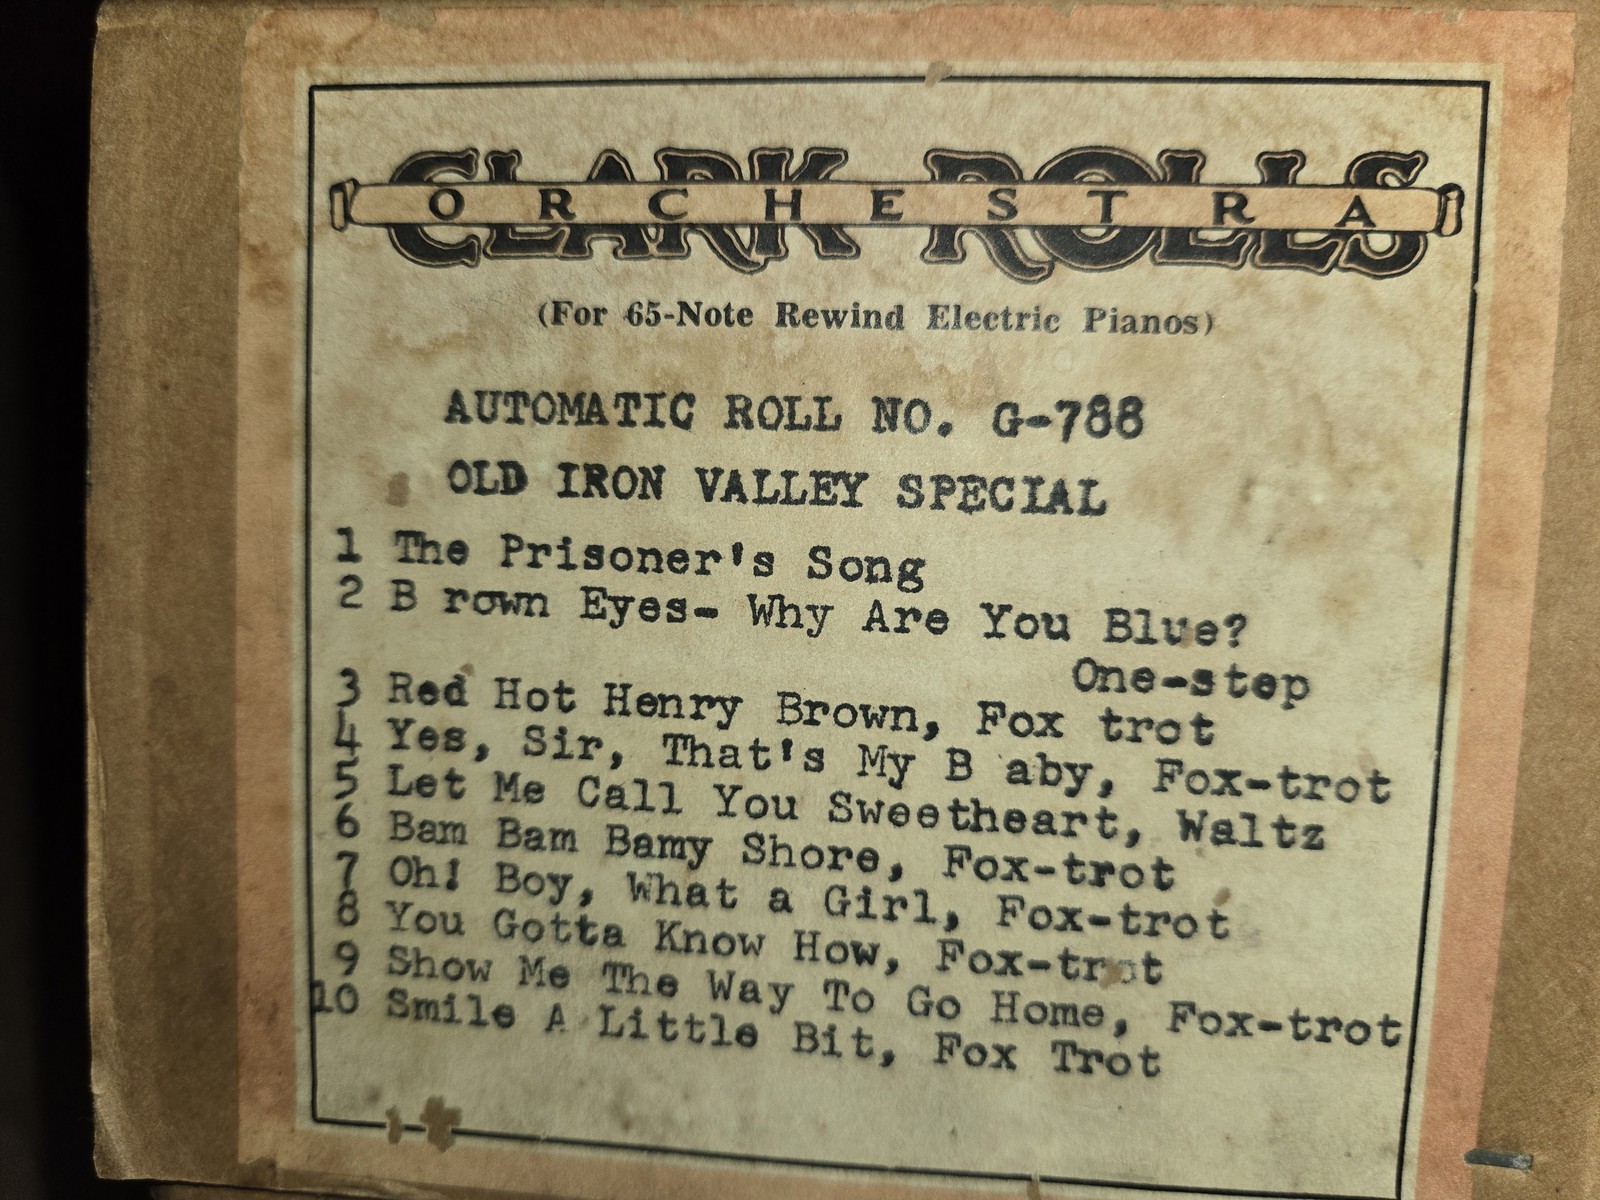 CLARK ROLLS
ORCHESTRA
(For 65-Note Rewind Electric Pianos)
AUTOMATIC ROLL NO. G-788
OLD IRON VALLEY SPECIAL
1 The Prisoner's Song
2 B rown Eyes- Why Are You Blue?
One-step
3 Red Hot Henry Brown, Fox trot
4 Yes, Sir, That's My B aby, Fox-trot
5 Let Me Call You Sweetheart, Waltz
6 Bam Bam Bamy Shore, Fox-trot
7 Oh! Boy, What a Girl, Fox-trot
8 You Gotta Know How, Fox-trot
9 Show Me The Way To Go Home, Fox-trot
10 Smile A Little Bit, Fox Trot